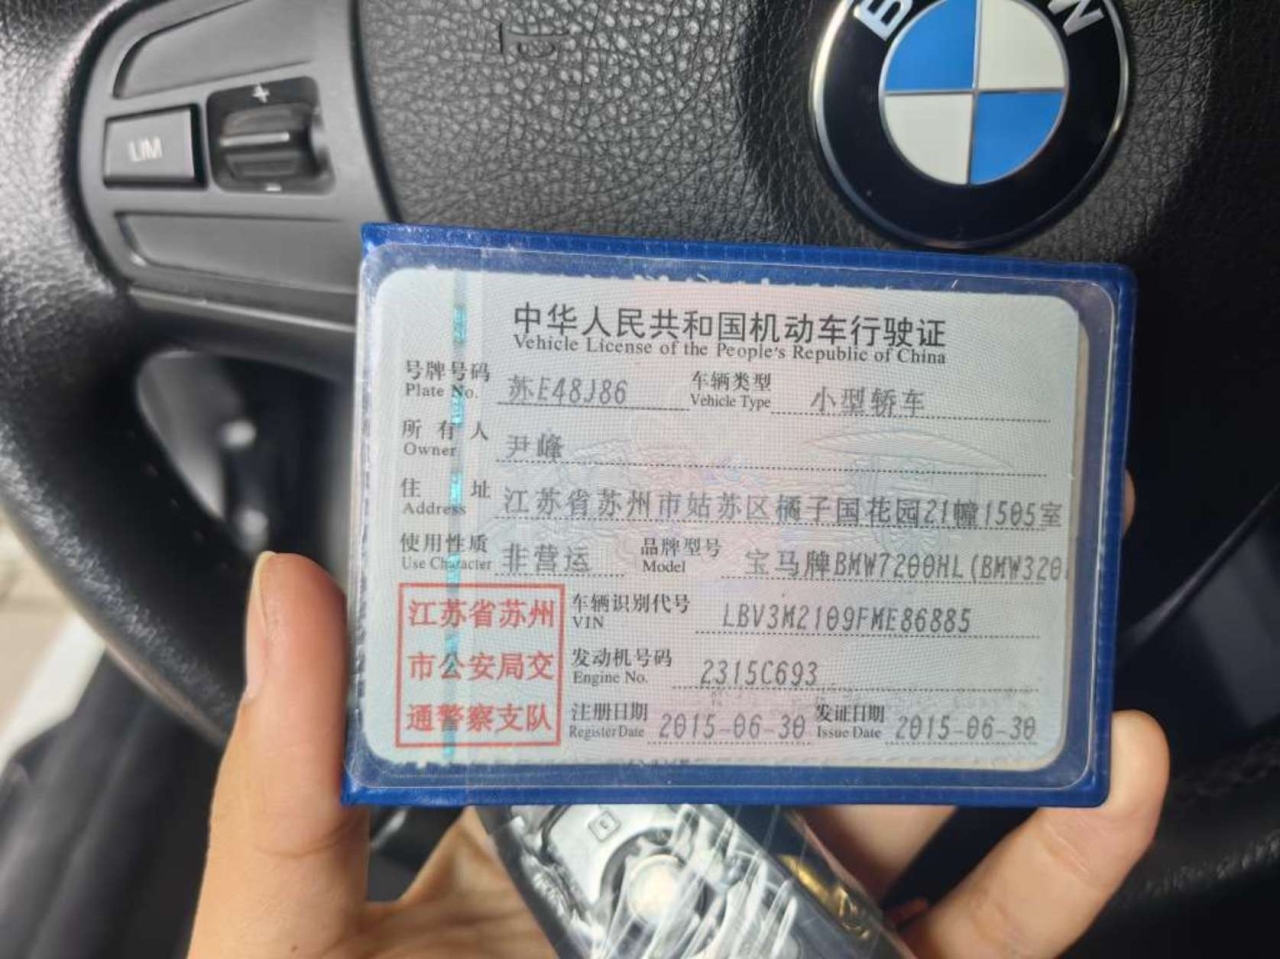 BMW
+
LIM
-
中华人民共和国机动车行驶证
Vehicle License of the People's Republic of China
号牌号码 苏E48J86 车辆类型 小型轿车
Plate No. Vehicle Type
所有人 尹峰
Owner
住址 江苏省苏州市姑苏区橘子国花园21幢1505室
Address
使用性质 非营运 品牌型号 宝马牌BMW7200HL(BMW320
Use Character Model
江苏省苏州
市公安局交
通警察支队
车辆识别代号 LBV3M2109FME86885
VIN
发动机号码 2315C693
Engine No.
注册日期 2015-06-30 发证日期 2015-06-30
Register Date Issue Date